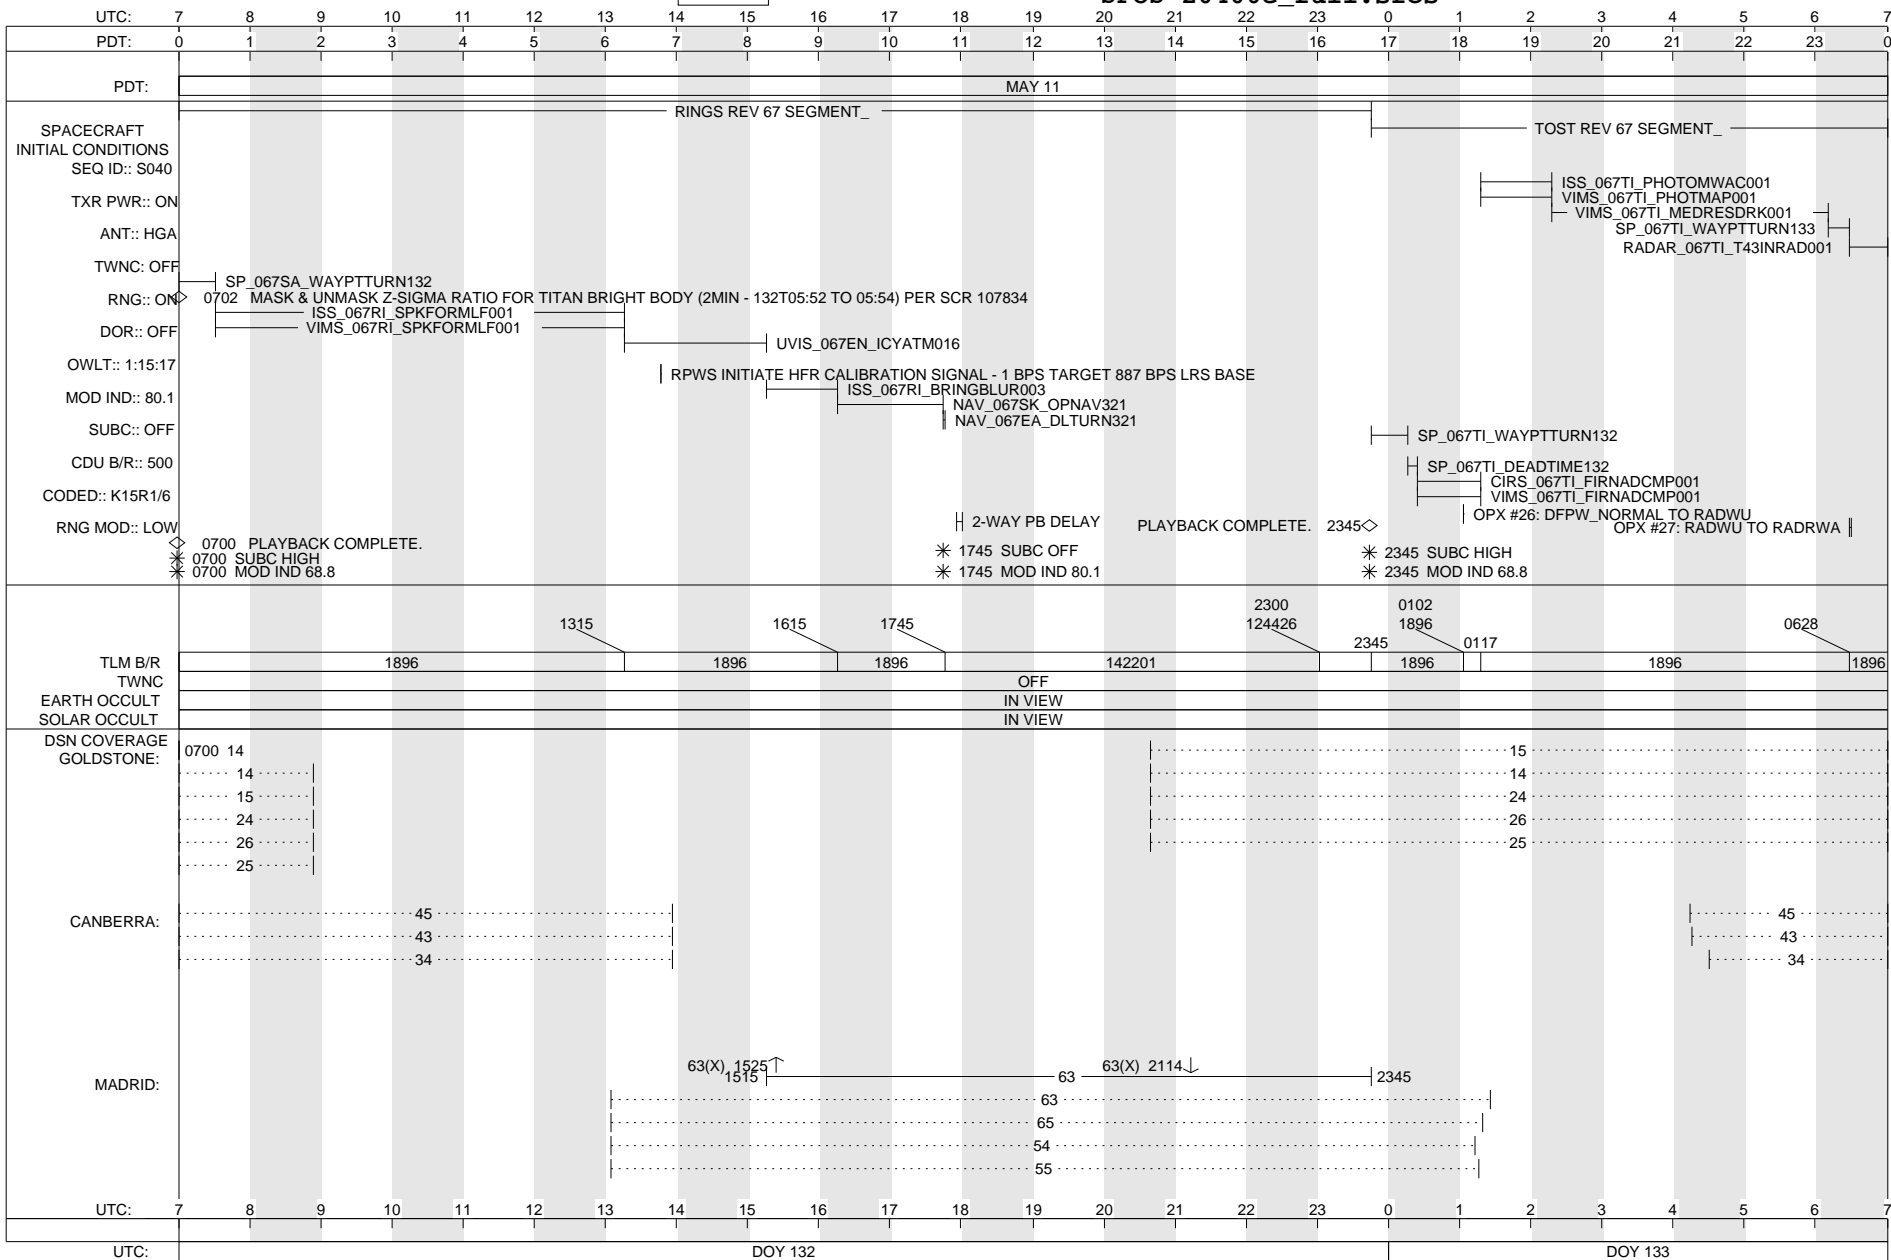 UTC: 7 8 9 10 11 12 13 14 15 16 17 18 19 20 21 22 23 0 1 2 3 4 5 6 7
PDT: 0 1 2 3 4 5 6 7 8 9 10 11 12 13 14 15 16 17 18 19 20 21 22 23 0
PDT: MAY 11
RINGS REV 67 SEGMENT_
TOST REV 67 SEGMENT_
SPACECRAFT
INITIAL CONDITIONS
SEQ ID:: S040
ISS_067TI_PHOTOMWAC001
TXR PWR:: ON
VIMS_067TI_PHOTMAP001
VIMS_067TI_MEDRESDRK001
SP_067TI_WAYPTTURN133
ANT:: HGA
RADAR_067TI_T43INRAD001
TWNC: OFF
SP_067SA_WAYPTTURN132
RNG:: ON
0702 MASK & UNMASK Z-SIGMA RATIO FOR TITAN BRIGHT BODY (2MIN - 132T05:52 TO 05:54) PER SCR 107834
ISS_067RI_SPKFORMLF001
VIMS_067RI_SPKFORMLF001
DOR:: OFF
UVIS_067EN_ICYATM016
OWLT:: 1:15:17
RPWS INITIATE HFR CALIBRATION SIGNAL - 1 BPS TARGET 887 BPS LRS BASE
ISS_067RI_BRINGBLUR003
MOD IND:: 80.1
NAV_067SK_OPNAV321
NAV_067EA_DLTURN321
SUBC:: OFF
SP_067TI_WAYPTTURN132
CDU B/R:: 500
SP_067TI_DEADTIME132
CIRS_067TI_FIRNADCMP001
CODED:: K15R1/6
VIMS_067TI_FIRNADCMP001
OPX #26: DFPW_NORMAL TO RADWU
RNG MOD:: LOW
2-WAY PB DELAY
PLAYBACK COMPLETE. 2345
OPX #27: RADWU TO RADRWA
0700 PLAYBACK COMPLETE.
0700 SUBC HIGH
1745 SUBC OFF
2345 SUBC HIGH
0700 MOD IND 68.8
1745 MOD IND 80.1
2345 MOD IND 68.8
2300 0102
1315 1615 1745 124426 1896 0628
2345 0117
TLM B/R 1896 1896 1896 142201 1896 1896 1896
TWNC OFF
EARTH OCCULT IN VIEW
SOLAR OCCULT IN VIEW
DSN COVERAGE
GOLDSTONE:
0700 14 15
14 14
15 24
24 26
26 25
25
CANBERRA:
45 45
43 43
34 34
MADRID:
63(X) 1525 63(X) 2114
1515 63 2345
63
65
54
55
UTC: 7 8 9 10 11 12 13 14 15 16 17 18 19 20 21 22 23 0 1 2 3 4 5 6 7
UTC: DOY 132 DOY 133